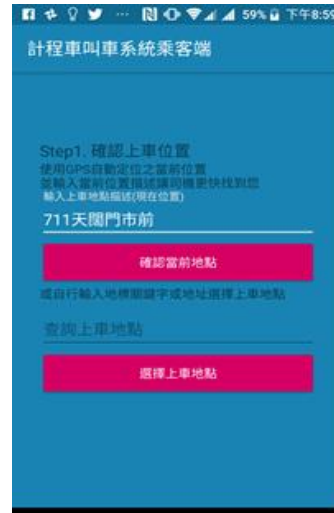 59% 下午8:59
計程車叫車系統乘客端
Step1. 確認上車位置
使用GPS自動定位之當前位置
並輸入當前位置描述讓司機更快找到您
輸入上車地點描述(現在位置)
711天閣門市前
確認當前地點
或自行輸入地標關鍵字或地址選擇上車地點
查詢上車地點
選擇上車地點